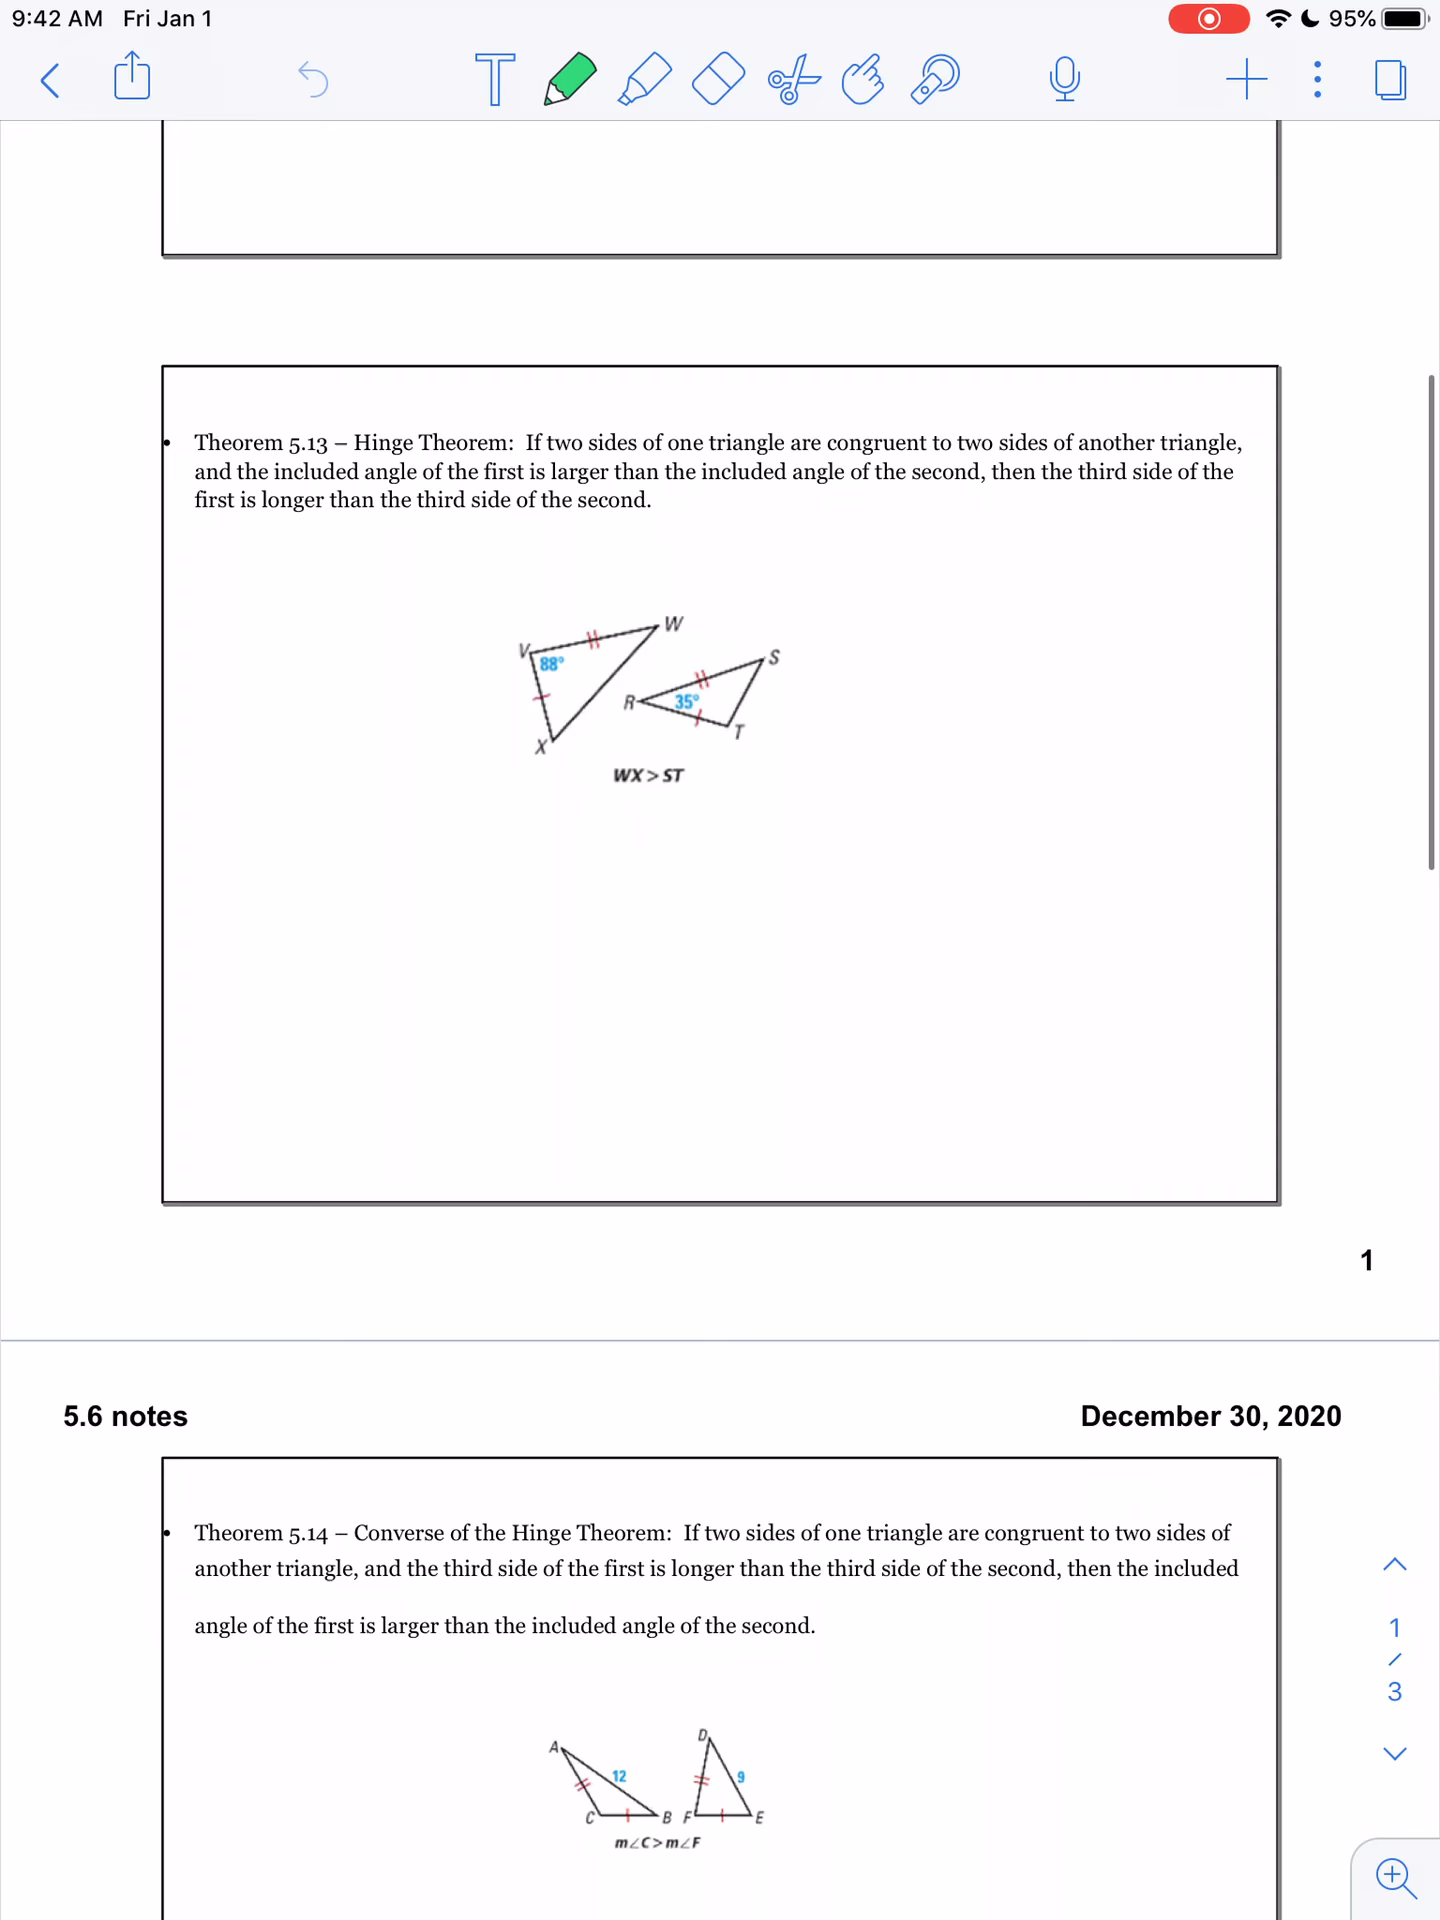 9:42 AM Fri Jan 1
95%
• Theorem 5.13 – Hinge Theorem: If two sides of one triangle are congruent to two sides of another triangle,
and the included angle of the first is larger than the included angle of the second, then the third side of the
first is longer than the third side of the second.
W
V
88°
S
R
35°
T
X
WX > ST
1
5.6 notes
December 30, 2020
• Theorem 5.14 – Converse of the Hinge Theorem: If two sides of one triangle are congruent to two sides of
another triangle, and the third side of the first is longer than the third side of the second, then the included
angle of the first is larger than the included angle of the second.
1
/
3
D
A
12
9
C
B
F
E
m∠C > m∠F